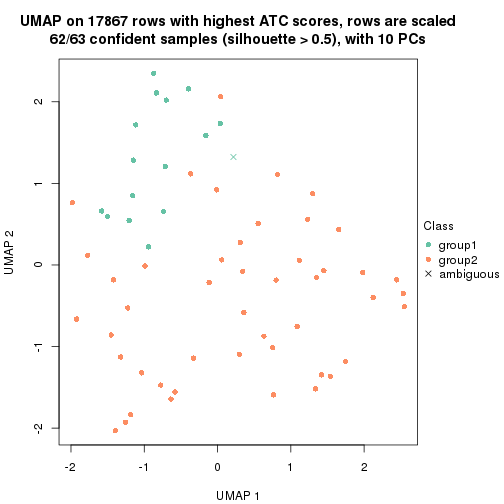 UMAP on 17867 rows with highest ATC scores, rows are scaled
62/63 confident samples (silhouette > 0.5), with 10 PCs
2
1
0
-1
-2
UMAP 2
-2
-1
0
1
2
UMAP 1
Class
group1
group2
ambiguous